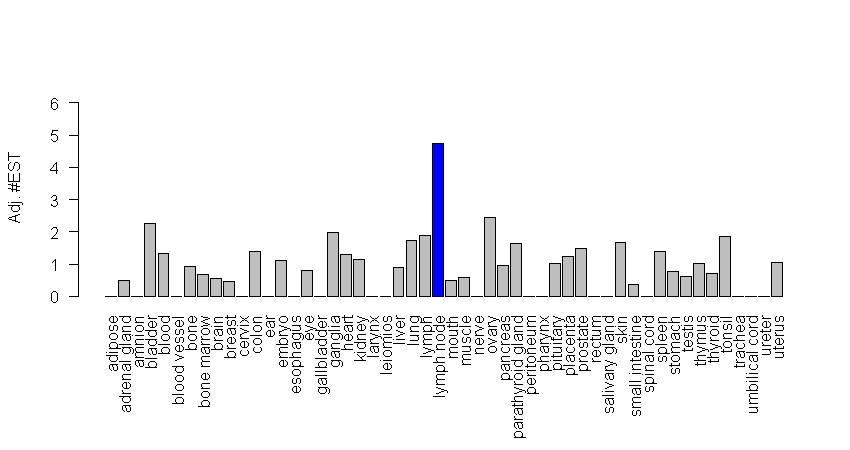 6
5
4
3
2
1
0
Adj. #EST
adipose
adrenal gland
amnion
bladder
blood
blood vessel
bone
bone marrow
brain
breast
cervix
colon
ear
embryo
esophagus
eye
gallbladder
ganglia
heart
kidney
larynx
leiomios
liver
lung
lymph
lymph node
mouth
muscle
nerve
ovary
pancreas
parathyroid gland
peritoneum
pharynx
pituitary
placenta
prostate
rectum
salivary gland
skin
small intestine
spinal cord
spleen
stomach
testis
thymus
thyroid
tonsil
trachea
umbilical cord
ureter
uterus